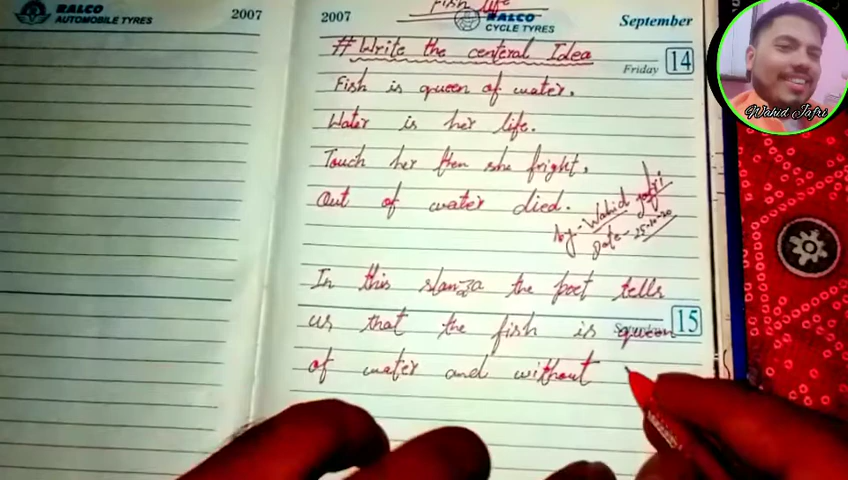 RALCO
AUTOMOBILE TYRES
2007
2007
Fish life
RALCO
CYCLE TYRES
September
# Write the centeral Idea
Friday 14
Fish is queen of water.
Water is her life.
Touch her then she fright,
Out of water died.
by - Wahid Jafri
Date - 25-10-20
In this stanza the poet tells
us that the fish is queen
15
of water and without
Wahid Jafri